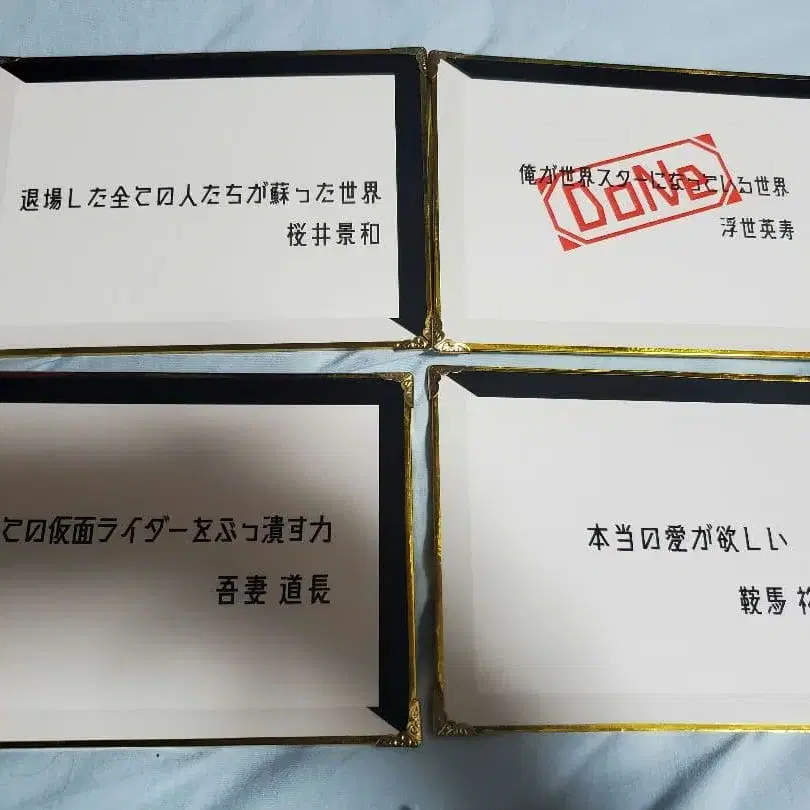 退場した全ての人たちが蘇った世界
桜井景和
俺が世界スターになっている世界
DONe
浮世英寿
ての仮面ライダーをぶっ潰す力
吾妻 道長
本当の愛が欲しい
鞍馬 祢